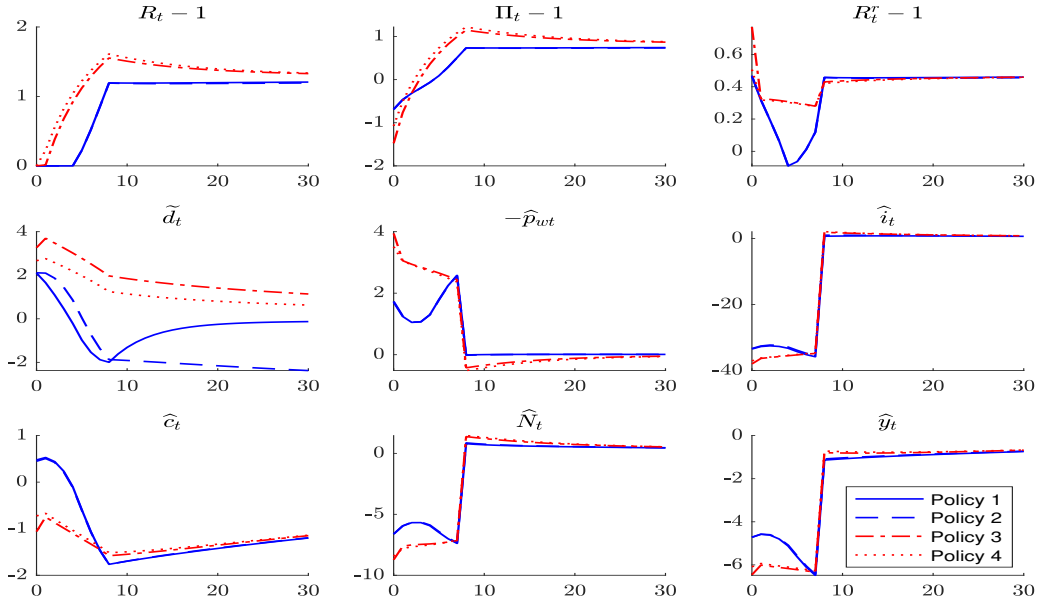 R_t − 1
Π_t − 1
R_t^r − 1
2
1
0
0 10 20 30
1
0
-1
-2
0 10 20 30
0.6
0.4
0.2
0
0 10 20 30
d̃_t
−p̂_wt
î_t
4
2
0
-2
0 10 20 30
4
2
0
0 10 20 30
0
-20
-40
0 10 20 30
ĉ_t
N̂_t
ŷ_t
1
0
-1
-2
0 10 20 30
0
-5
-10
0 10 20 30
0
-2
-4
-6
0 10 20 30
Policy 1
Policy 2
Policy 3
Policy 4